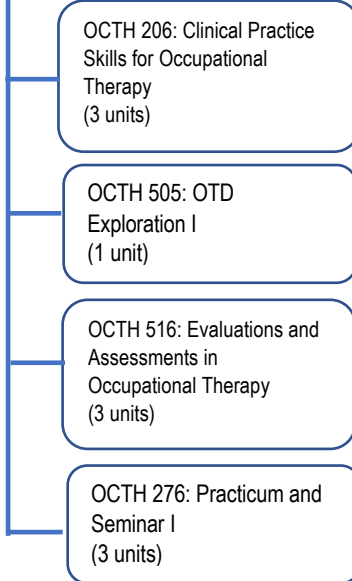 OCTH 206: Clinical Practice
Skills for Occupational
Therapy
(3 units)
OCTH 505: OTD
Exploration I
(1 unit)
OCTH 516: Evaluations and
Assessments in
Occupational Therapy
(3 units)
OCTH 276: Practicum and
Seminar I
(3 units)